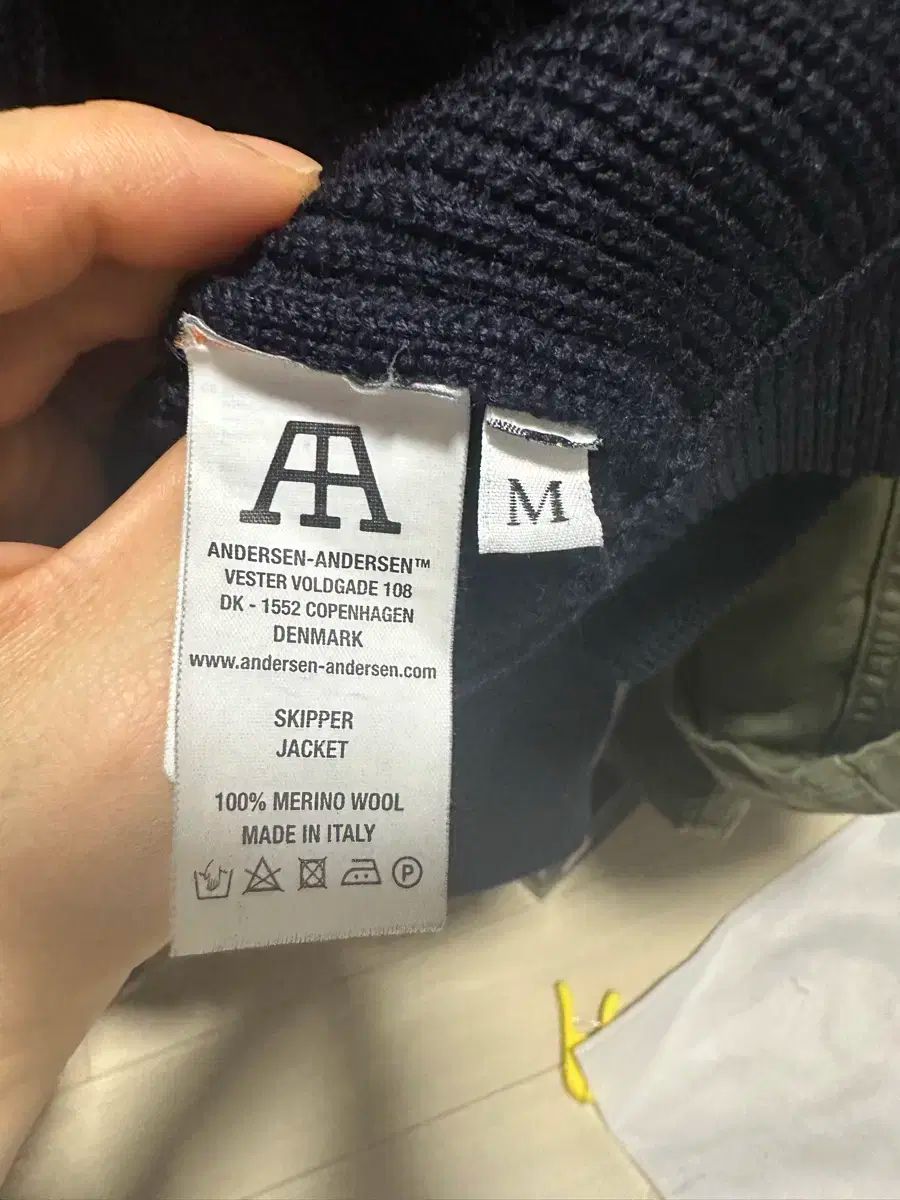 AA
ANDERSEN-ANDERSEN™
VESTER VOLDGADE 108
DK - 1552 COPENHAGEN
DENMARK
www.andersen-andersen.com
SKIPPER
JACKET
100% MERINO WOOL
MADE IN ITALY
P
M